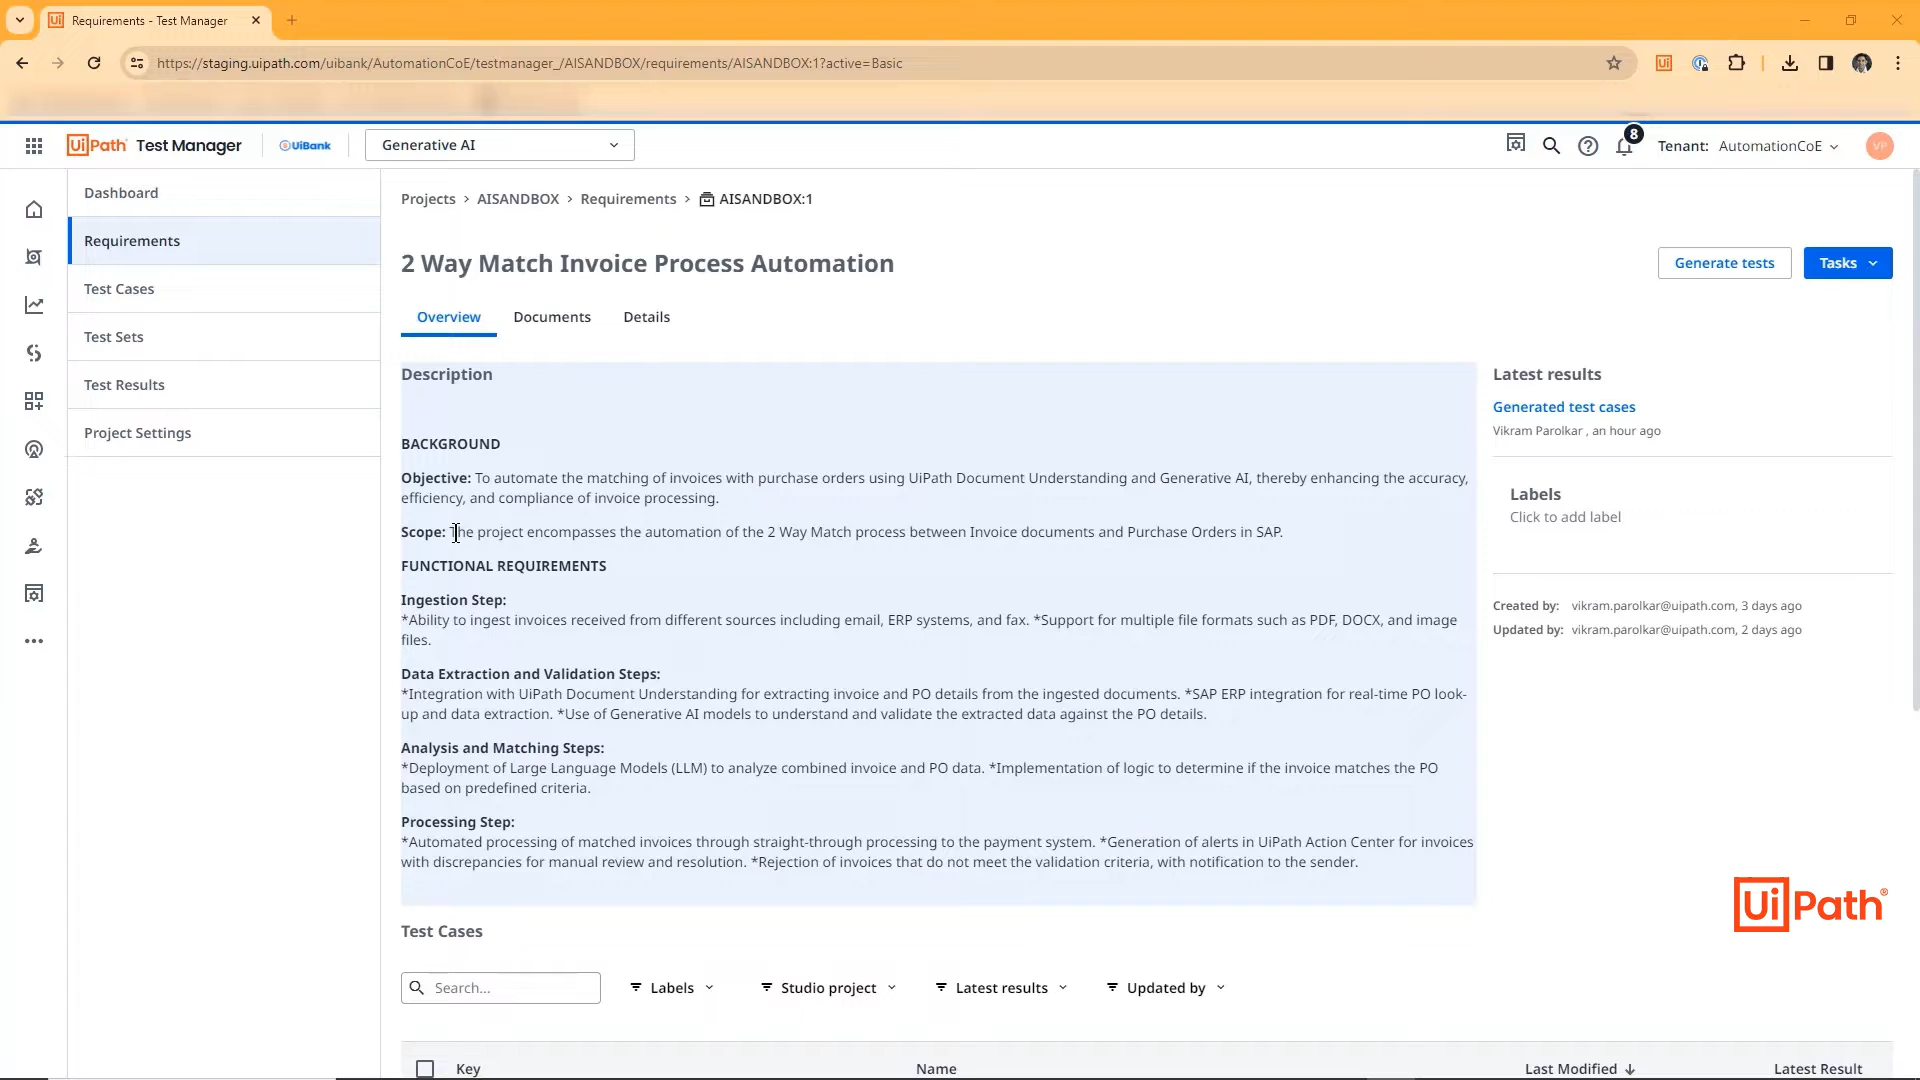 Requirements - Test Manager
https://staging.uipath.com/uibank/AutomationCoE/testmanager_/AISANDBOX/requirements/AISANDBOX:1?active=Basic
UiPath Test Manager
UiBank
Generative AI
8
Tenant: AutomationCoE
VP
Dashboard
Requirements
Test Cases
Test Sets
Test Results
Project Settings
Projects > AISANDBOX > Requirements > AISANDBOX:1
2 Way Match Invoice Process Automation
Generate tests
Tasks
Overview
Documents
Details
Description
BACKGROUND
Objective: To automate the matching of invoices with purchase orders using UiPath Document Understanding and Generative AI, thereby enhancing the accuracy,
efficiency, and compliance of invoice processing.
Scope: The project encompasses the automation of the 2 Way Match process between Invoice documents and Purchase Orders in SAP.
FUNCTIONAL REQUIREMENTS
Ingestion Step:
*Ability to ingest invoices received from different sources including email, ERP systems, and fax. *Support for multiple file formats such as PDF, DOCX, and image
files.
Data Extraction and Validation Steps:
*Integration with UiPath Document Understanding for extracting invoice and PO details from the ingested documents. *SAP ERP integration for real-time PO look-
up and data extraction. *Use of Generative AI models to understand and validate the extracted data against the PO details.
Analysis and Matching Steps:
*Deployment of Large Language Models (LLM) to analyze combined invoice and PO data. *Implementation of logic to determine if the invoice matches the PO
based on predefined criteria.
Processing Step:
*Automated processing of matched invoices through straight-through processing to the payment system. *Generation of alerts in UiPath Action Center for invoices
with discrepancies for manual review and resolution. *Rejection of invoices that do not meet the validation criteria, with notification to the sender.
Latest results
Generated test cases
Vikram Parolkar , an hour ago
Labels
Click to add label
Created by: vikram.parolkar@uipath.com, 3 days ago
Updated by: vikram.parolkar@uipath.com, 2 days ago
UiPath®
Test Cases
Search...
Labels
Studio project
Latest results
Updated by
Key
Name
Last Modified
Latest Result